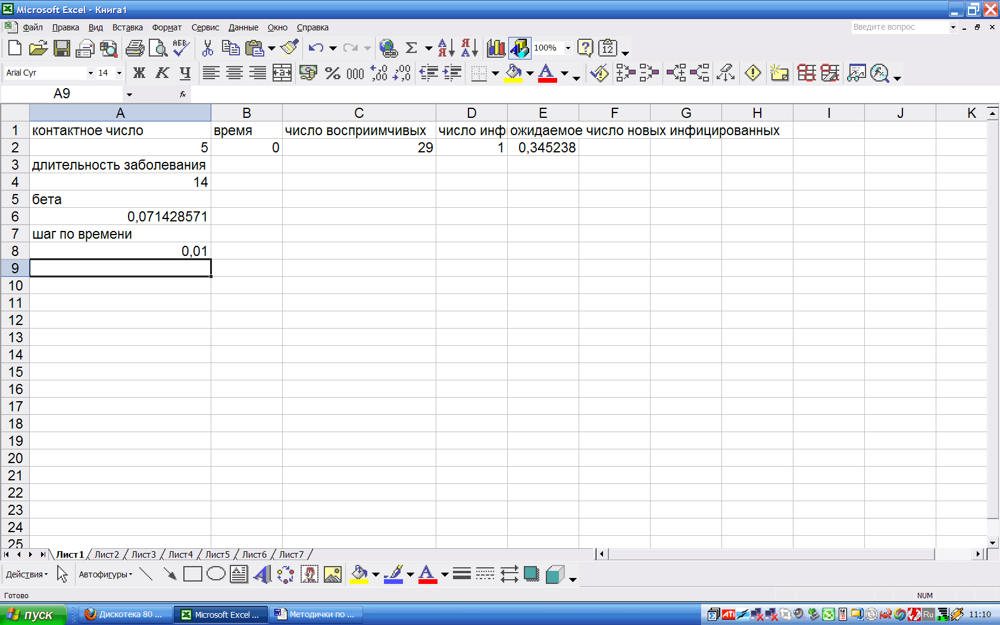 Microsoft Excel - Книга1
Файл Правка Вид Вставка Формат Сервис Данные Окно Справка Введите вопрос
100%
Arial Cyr 14 Ж К Ч % 000
A9 fx
A B C D E F G H I J K
1 контактное число время число восприимчивых число инф ожидаемое число новых инфицированных
2 5 0 29 1 0,345238
3 длительность заболевания
4 14
5 бета
6 0,071428571
7 шаг по времени
8 0,01
9
10
11
12
13
14
15
16
17
18
19
20
21
22
23
24
25
Лист1 Лист2 Лист3 Лист4 Лист5 Лист6 Лист7
Действия Автофигуры
Готово NUM
пуск Дискотека 80 ... Microsoft Excel ... Методички по ... ATI Ru 11:10